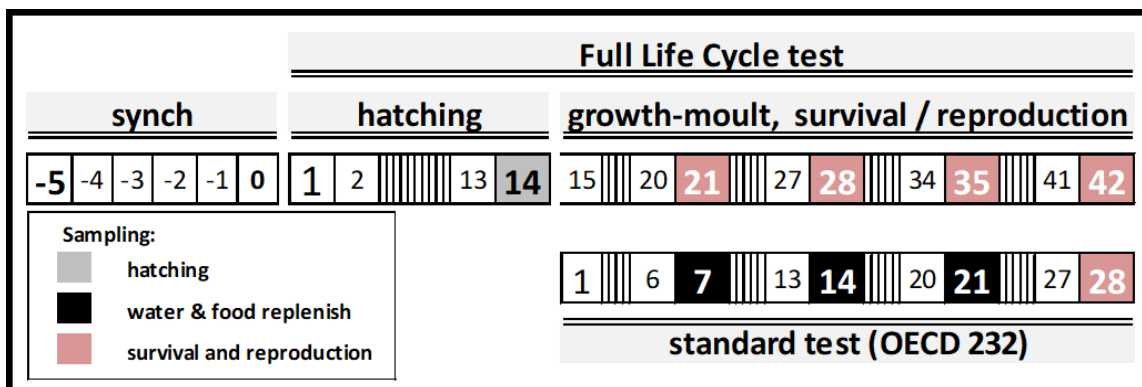 Full Life Cycle test
synch hatching growth-moult, survival / reproduction
-5 -4 -3 -2 -1 0 1 2 13 14 15 20 21 27 28 34 35 41 42
Sampling:
hatching
water & food replenish
survival and reproduction
1 6 7 13 14 20 21 27 28
standard test (OECD 232)